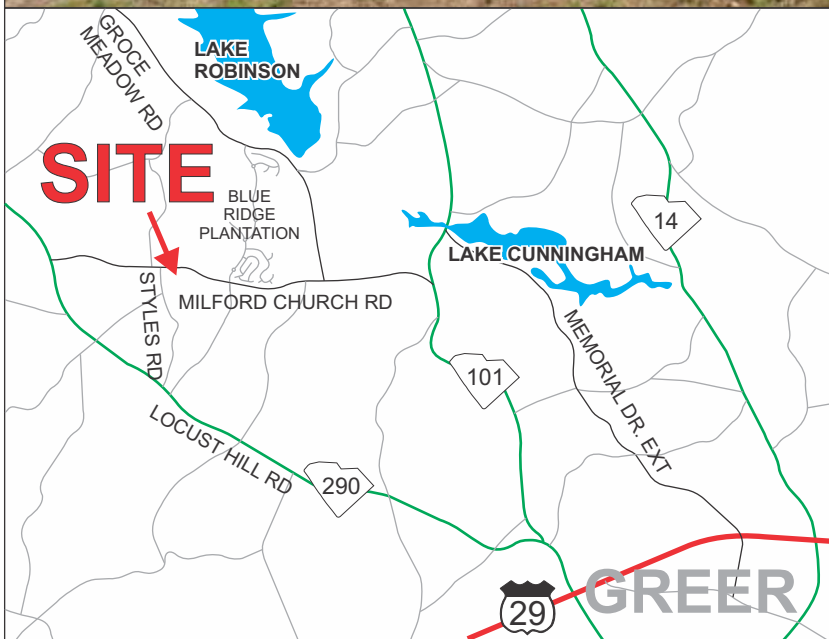 GROCE
MEADOW RD
LAKE
ROBINSON
SITE
BLUE
RIDGE
PLANTATION
14
LAKE CUNNINGHAM
STYLES RD
MILFORD CHURCH RD
MEMORIAL DR. EXT
101
LOCUST HILL RD
290
GREER
29